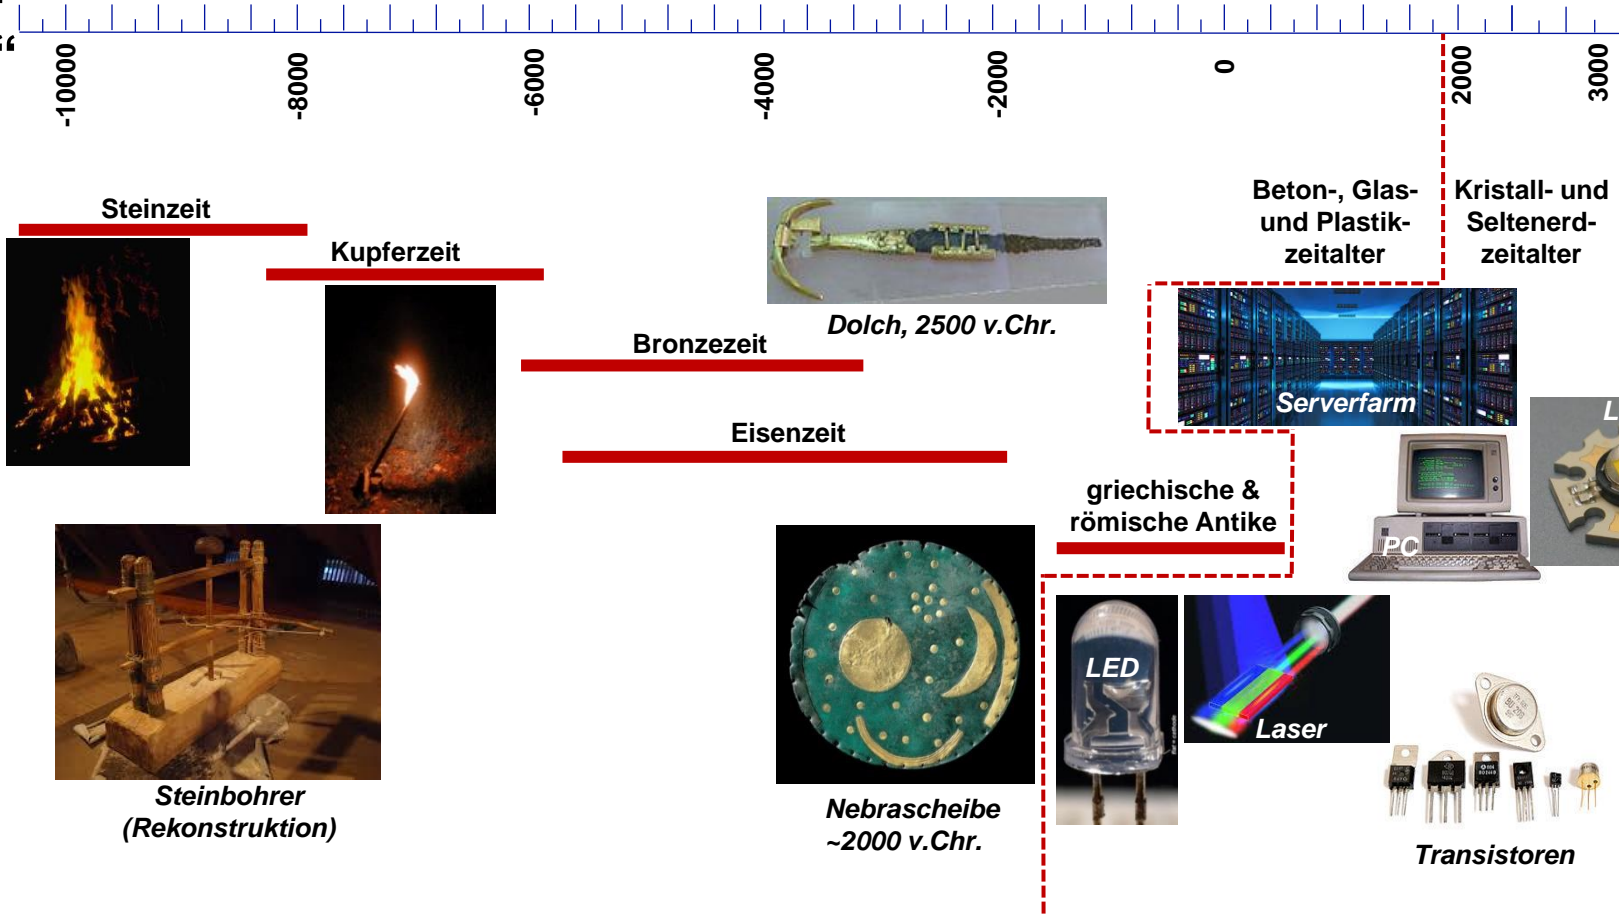 “
-10000
-8000
-6000
-4000
-2000
0
2000
3000
Steinzeit
Kupferzeit
Bronzezeit
Eisenzeit
griechische &
römische Antike
Beton-, Glas-
und Plastik-
zeitalter
Kristall- und
Seltenerd-
zeitalter
Dolch, 2500 v.Chr.
Serverfarm
L
PC
LED
Laser
Steinbohrer
(Rekonstruktion)
Nebrascheibe
~2000 v.Chr.
Transistoren